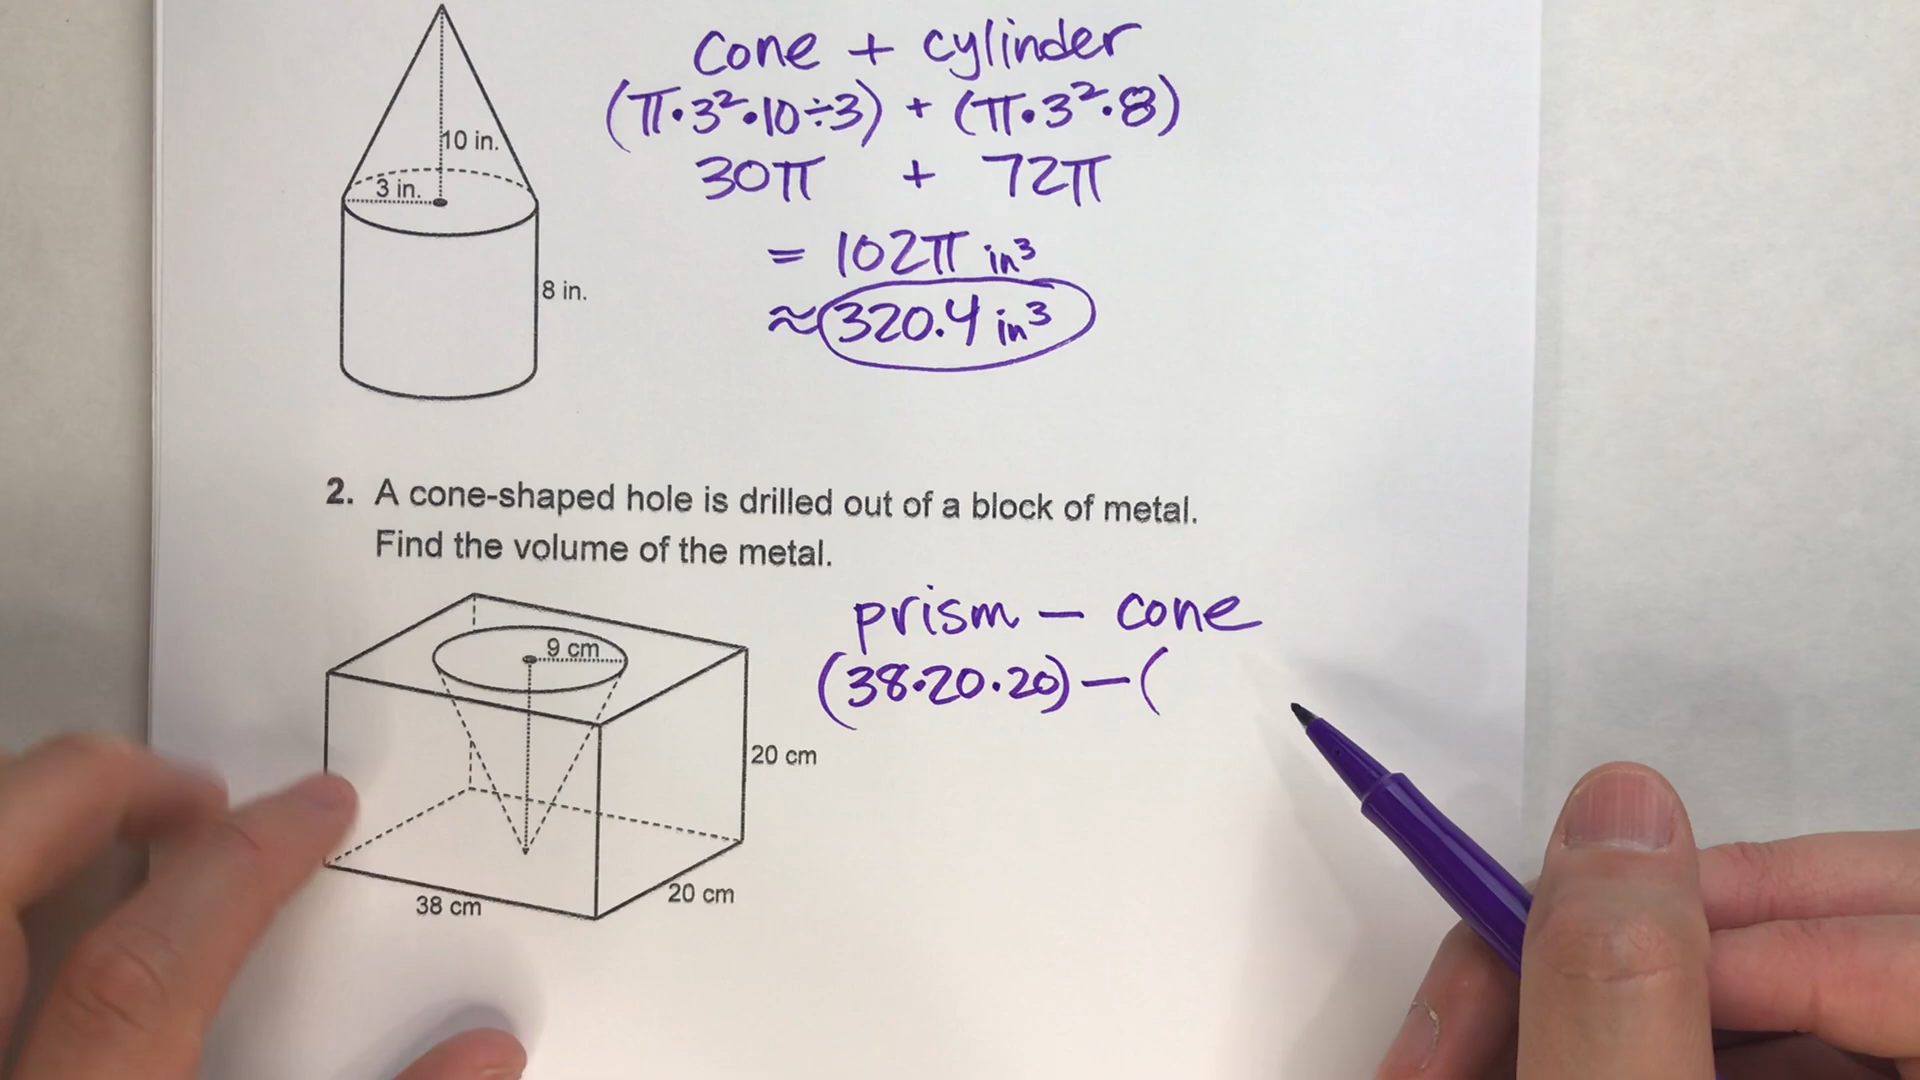 cone + cylinder
(π·3²·10÷3) + (π·3²·8)
10 in.
30π + 72π
3 in.
= 102π in³
8 in.
≈ 320.4 in³
2. A cone-shaped hole is drilled out of a block of metal.
Find the volume of the metal.
prism – cone
9 cm
(38·20·20) – (
20 cm
20 cm
38 cm